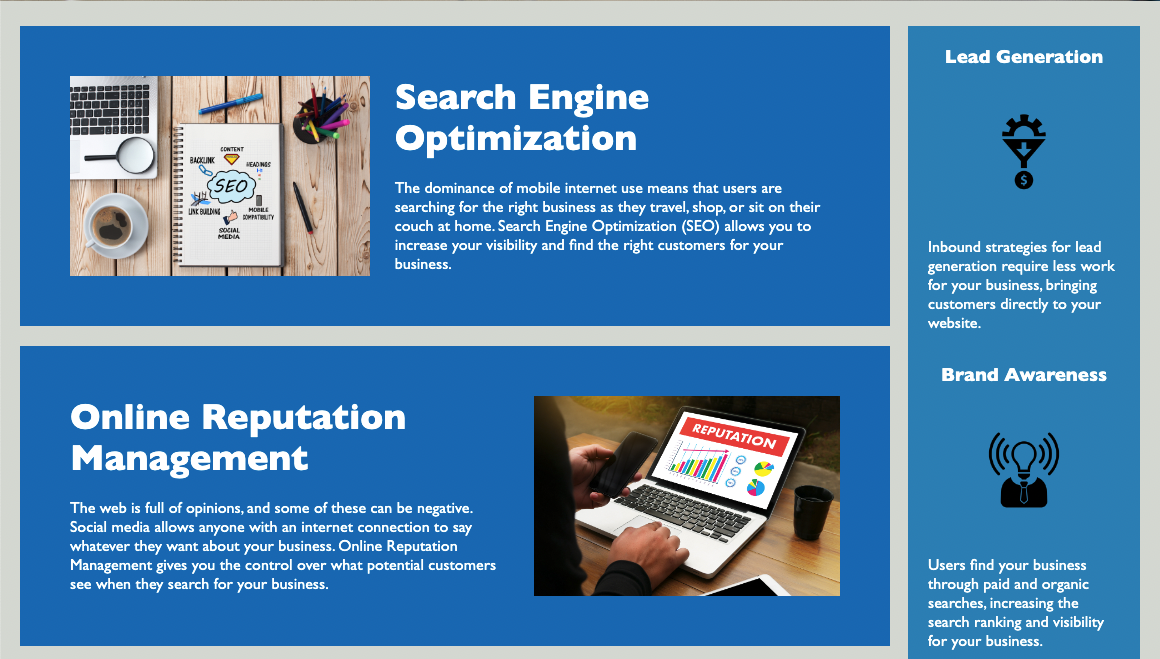 Search Engine
Optimization
The dominance of mobile internet use means that users are
searching for the right business as they travel, shop, or sit on their
couch at home. Search Engine Optimization (SEO) allows you to
increase your visibility and find the right customers for your
business.
CONTENT
BACKLINK
HEADINGS
SEO
LINK BUILDING
MOBILE
COMPATIBILITY
SOCIAL
MEDIA
Online Reputation
Management
The web is full of opinions, and some of these can be negative.
Social media allows anyone with an internet connection to say
whatever they want about your business. Online Reputation
Management gives you the control over what potential customers
see when they search for your business.
REPUTATION
Lead Generation
$
Inbound strategies for lead
generation require less work
for your business, bringing
customers directly to your
website.
Brand Awareness
Users find your business
through paid and organic
searches, increasing the
search ranking and visibility
for your business.